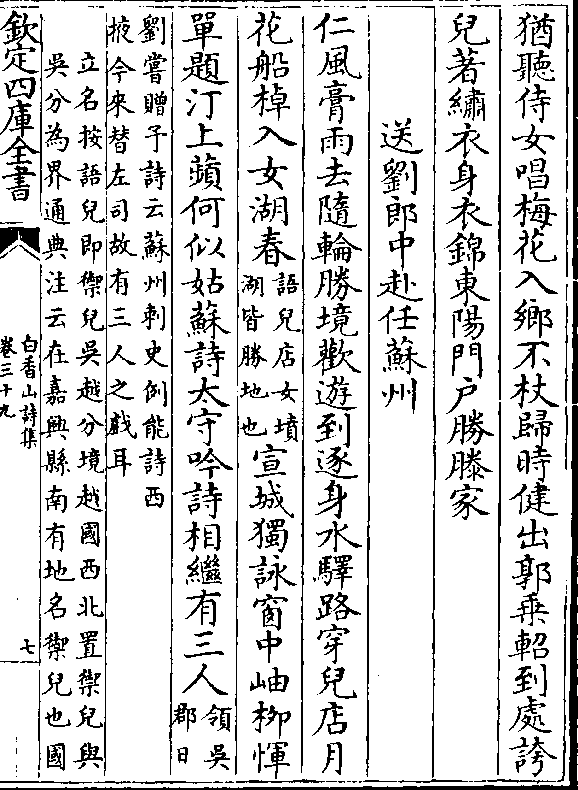 猶聽侍女唱梅花入鄉不杖歸時健出郭乘軺到處誇
兒著繡衣身衣錦東陽門户勝滕家
送劉郎中赴任蘇州
仁風膏雨去隨輪勝境歡遊到逐身水驛路穿兒店月
花船棹入女湖春語兒店女墳湖皆勝地也宣城獨詠窗中岫柳惲
單題汀上蘋何似姑蘇詩太守吟詩相繼有三人領吳郡日
劉嘗贈予詩云蘇州刺史例能詩西
掖今來替左司故有三人之戲耳
立名按語兒即禦兒吳越分境越國西北置禦兒與
吳分為界通典注云在嘉興縣南有地名禦兒也國
欽定四庫全書
白香山詩集
卷三十九
七